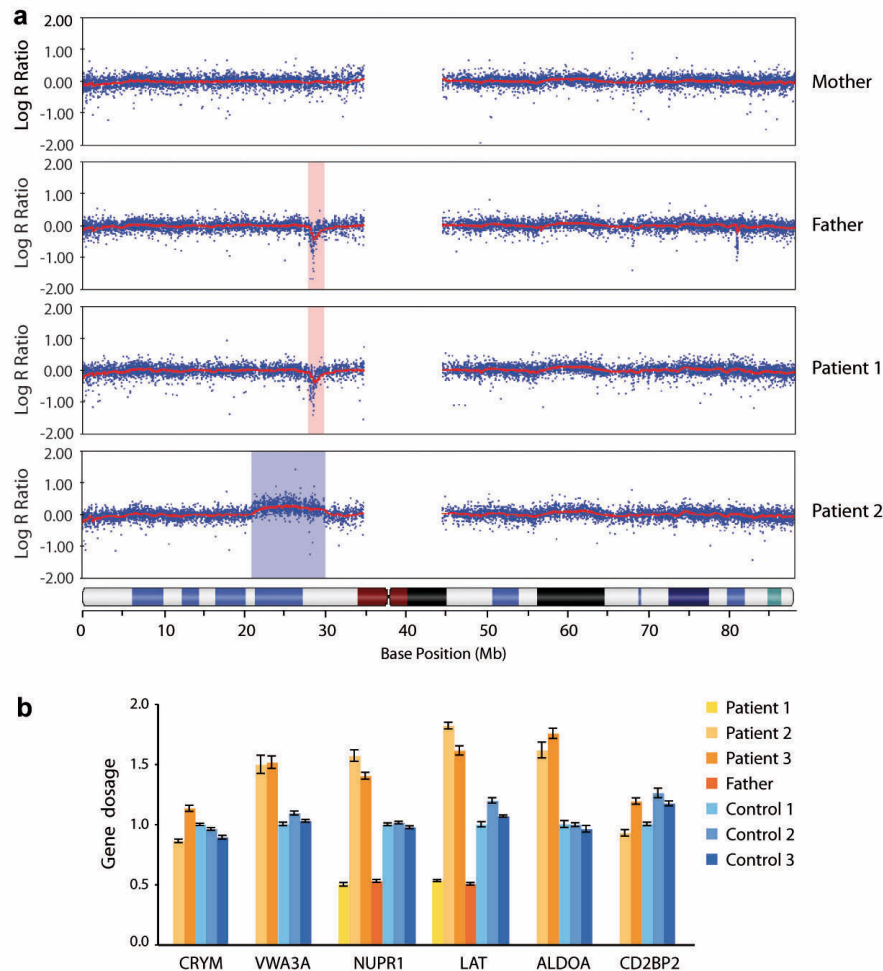 a
2.00
1.00
0.00
-1.00
-2.00
Log R Ratio
Mother
2.00
1.00
0.00
-1.00
-2.00
Log R Ratio
Father
2.00
1.00
0.00
-1.00
-2.00
Log R Ratio
Patient 1
2.00
1.00
0.00
-1.00
-2.00
Log R Ratio
Patient 2
0 10 20 30 40 50 60 70 80
Base Position (Mb)
b
2.0
1.5
1.0
0.5
0.0
Gene dosage
CRYM VWA3A NUPR1 LAT ALDOA CD2BP2
Patient 1
Patient 2
Patient 3
Father
Control 1
Control 2
Control 3